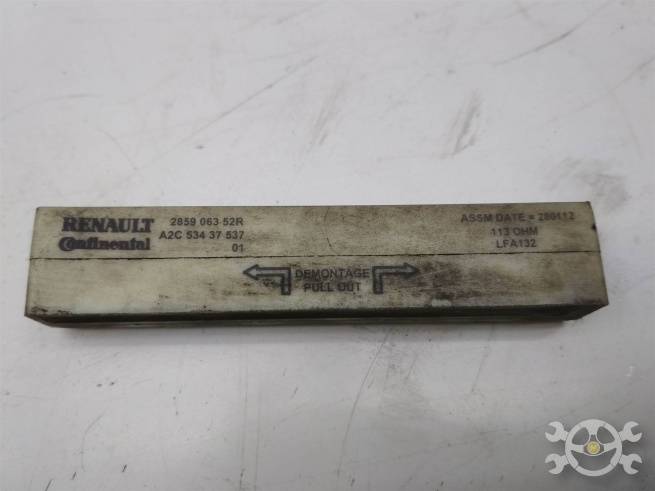 RENAULT 2859 063 52R ASSM DATE = 280112
Continental A2C 534 37 537 113 OHM
01 LFA132
DEMONTAGE
PULL OUT